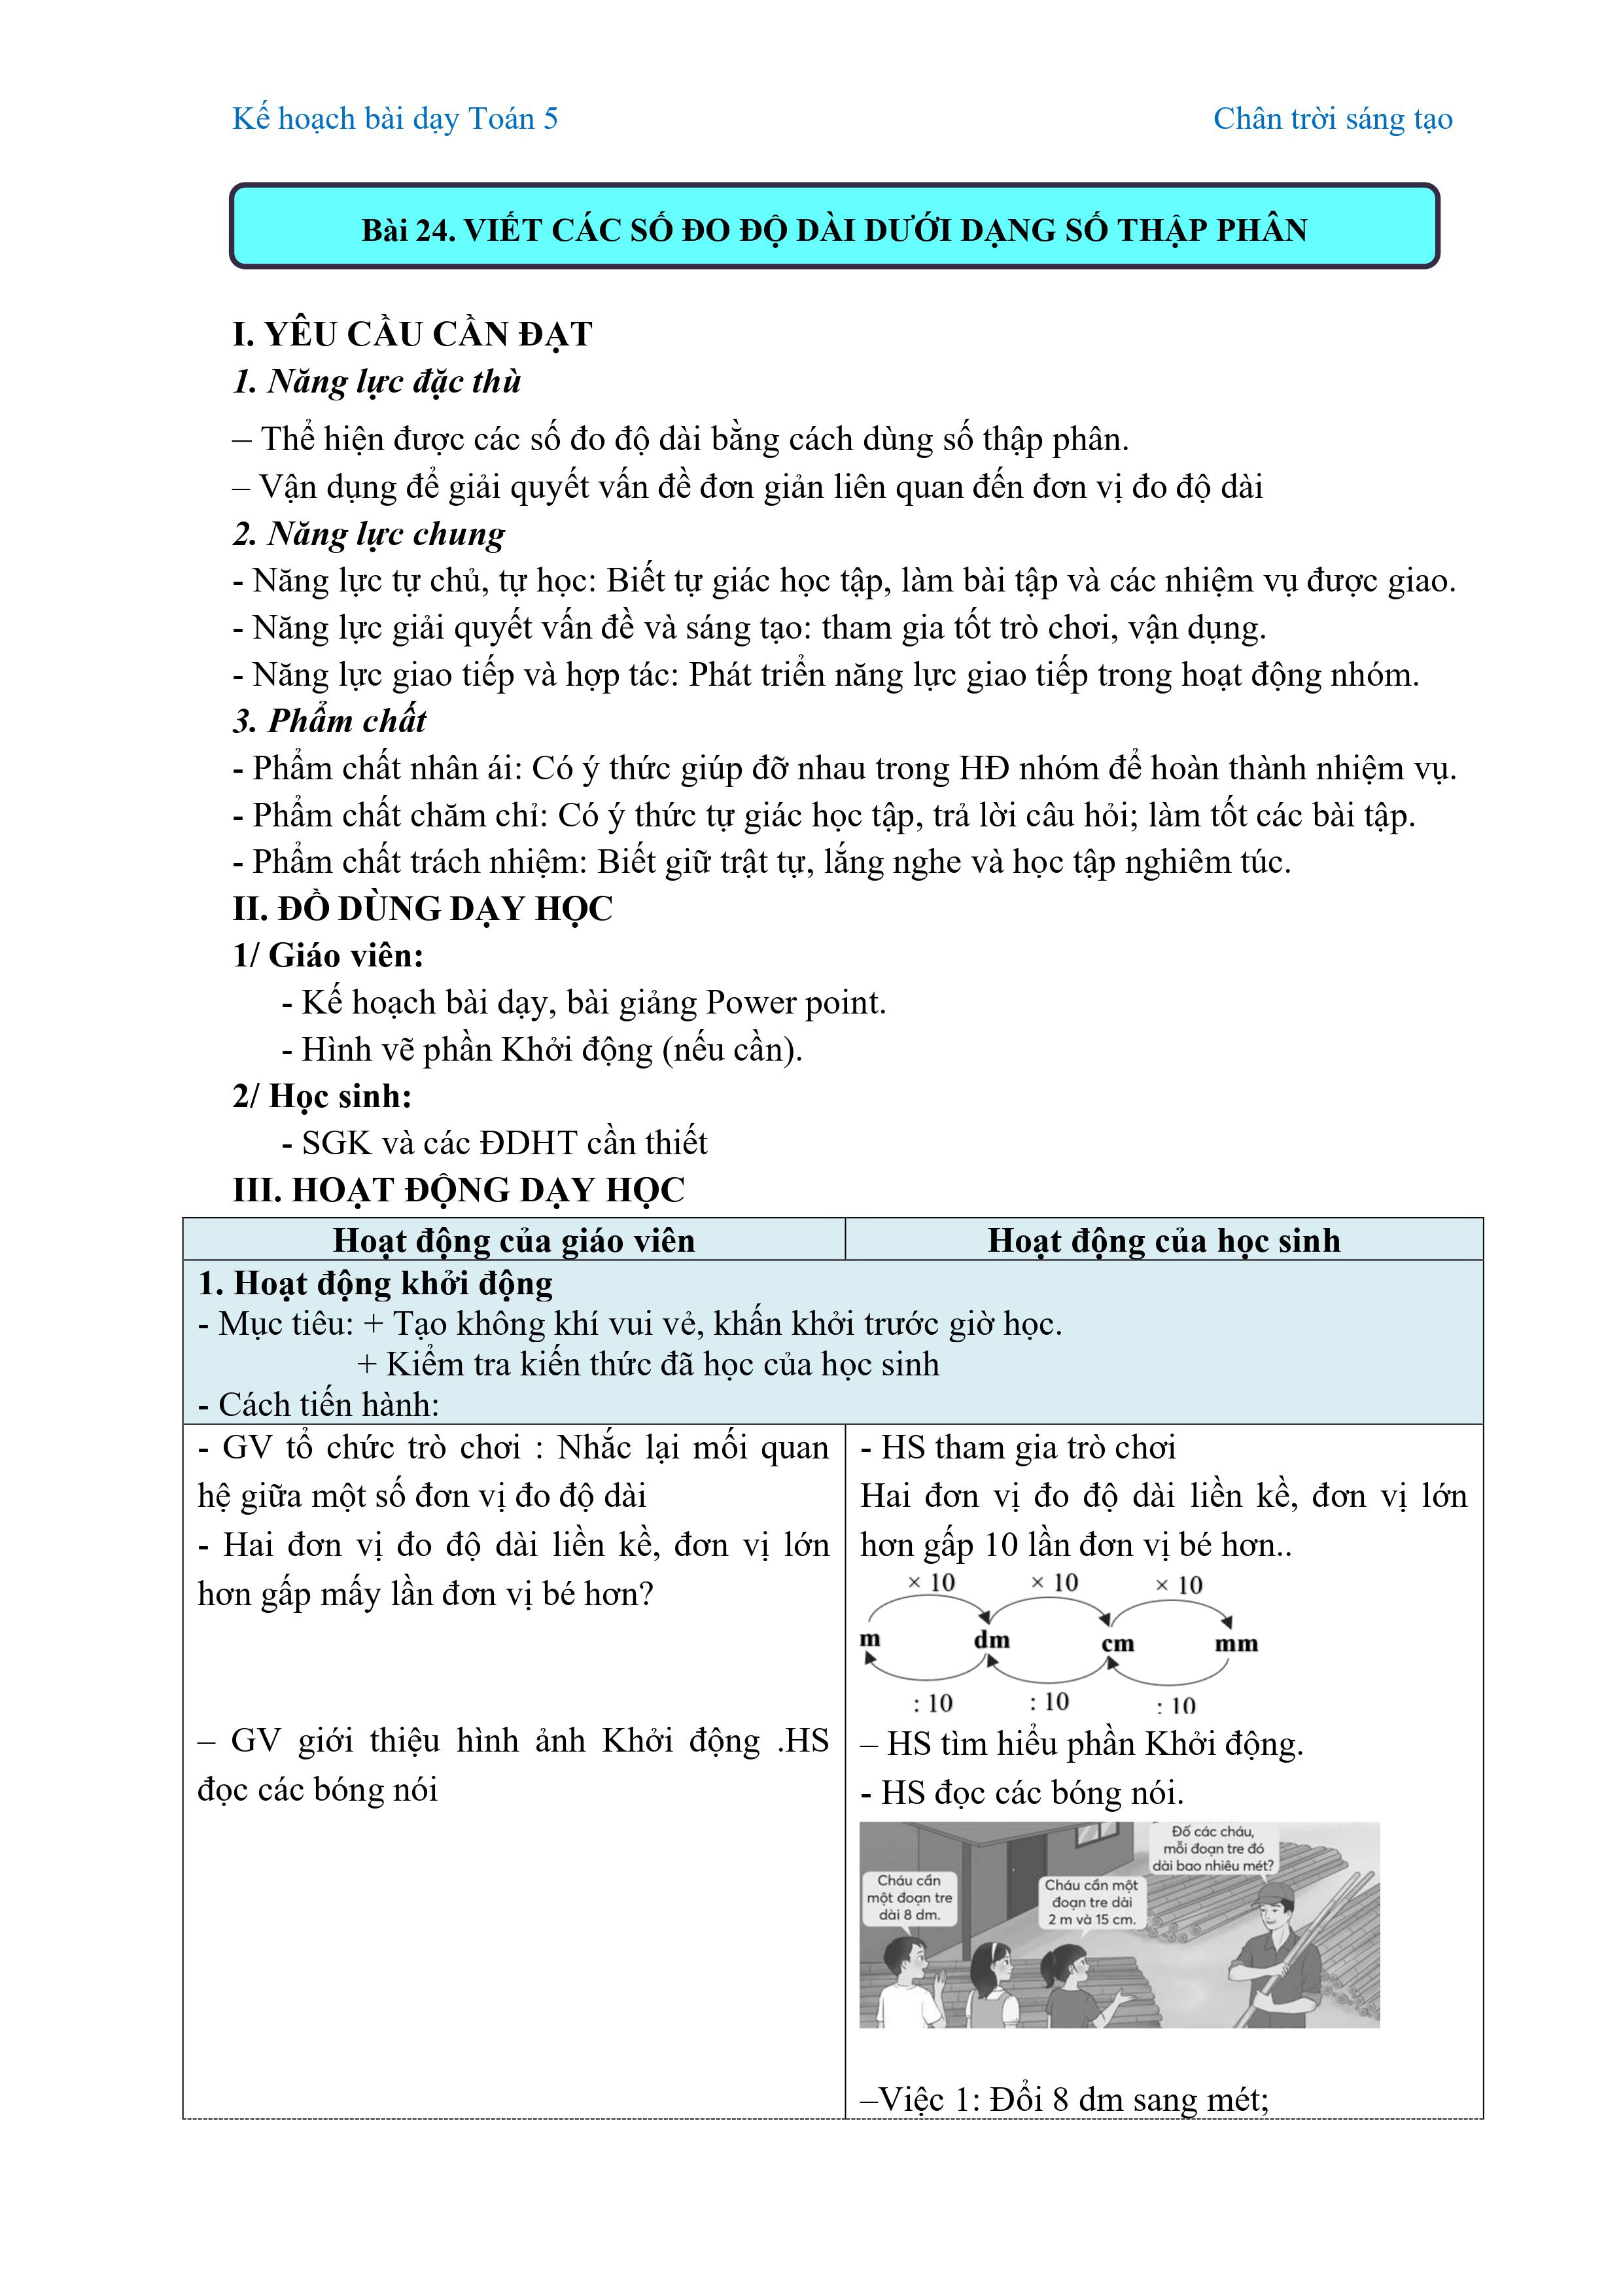 Kế hoạch bài dạy Toán 5 Chân trời sáng tạo
Bài 24. VIẾT CÁC SỐ ĐO ĐỘ DÀI DƯỚI DẠNG SỐ THẬP PHÂN
I. YÊU CẦU CẦN ĐẠT
1. Năng lực đặc thù
– Thể hiện được các số đo độ dài bằng cách dùng số thập phân.
– Vận dụng để giải quyết vấn đề đơn giản liên quan đến đơn vị đo độ dài
2. Năng lực chung
- Năng lực tự chủ, tự học: Biết tự giác học tập, làm bài tập và các nhiệm vụ được giao.
- Năng lực giải quyết vấn đề và sáng tạo: tham gia tốt trò chơi, vận dụng.
- Năng lực giao tiếp và hợp tác: Phát triển năng lực giao tiếp trong hoạt động nhóm.
3. Phẩm chất
- Phẩm chất nhân ái: Có ý thức giúp đỡ nhau trong HĐ nhóm để hoàn thành nhiệm vụ.
- Phẩm chất chăm chỉ: Có ý thức tự giác học tập, trả lời câu hỏi; làm tốt các bài tập.
- Phẩm chất trách nhiệm: Biết giữ trật tự, lắng nghe và học tập nghiêm túc.
II. ĐỒ DÙNG DẠY HỌC
1/ Giáo viên:
- Kế hoạch bài dạy, bài giảng Power point.
- Hình vẽ phần Khởi động (nếu cần).
2/ Học sinh:
- SGK và các ĐDHT cần thiết
III. HOẠT ĐỘNG DẠY HỌC
Hoạt động của giáo viên
Hoạt động của học sinh
1. Hoạt động khởi động
- Mục tiêu: + Tạo không khí vui vẻ, khấn khởi trước giờ học.
+ Kiểm tra kiến thức đã học của học sinh
- Cách tiến hành:
- GV tổ chức trò chơi : Nhắc lại mối quan
hệ giữa một số đơn vị đo độ dài
- Hai đơn vị đo độ dài liền kề, đơn vị lớn
hơn gấp mấy lần đơn vị bé hơn?
– GV giới thiệu hình ảnh Khởi động .HS
đọc các bóng nói
- HS tham gia trò chơi
Hai đơn vị đo độ dài liền kề, đơn vị lớn
hơn gấp 10 lần đơn vị bé hơn..
× 10 × 10 × 10
m dm cm mm
: 10 : 10 : 10
– HS tìm hiểu phần Khởi động.
- HS đọc các bóng nói.
Cháu cần
một đoạn tre
dài 8 dm.
Cháu cần một
đoạn tre dài
2 m và 15 cm.
Đố các cháu,
mỗi đoạn tre đó
dài bao nhiêu mét?
–Việc 1: Đổi 8 dm sang mét;